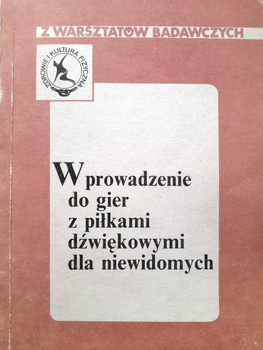 Z WARSZTATÓW BADAWCZYCH
ZDROWIE I KULTURA FIZYCZNA
Wprowadzenie
do gier
z piłkami
dźwiękowymi
dla niewidomych